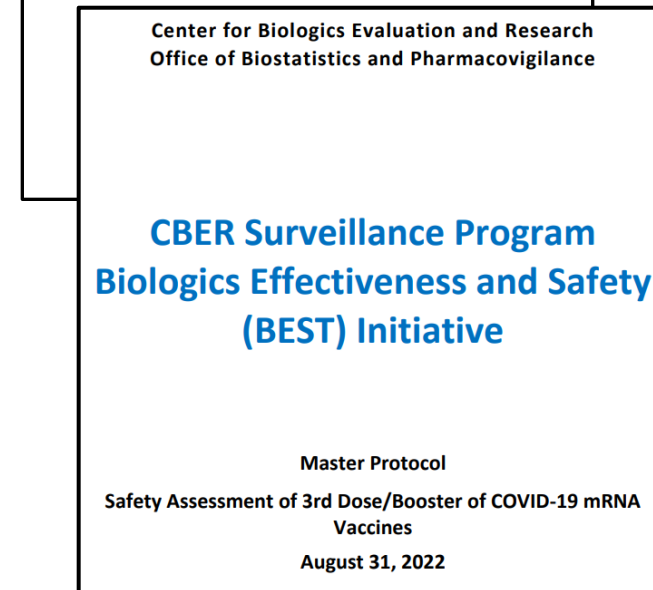 Center for Biologics Evaluation and Research
Office of Biostatistics and Pharmacovigilance
CBER Surveillance Program
Biologics Effectiveness and Safety
(BEST) Initiative
Master Protocol
Safety Assessment of 3rd Dose/Booster of COVID-19 mRNA
Vaccines
August 31, 2022